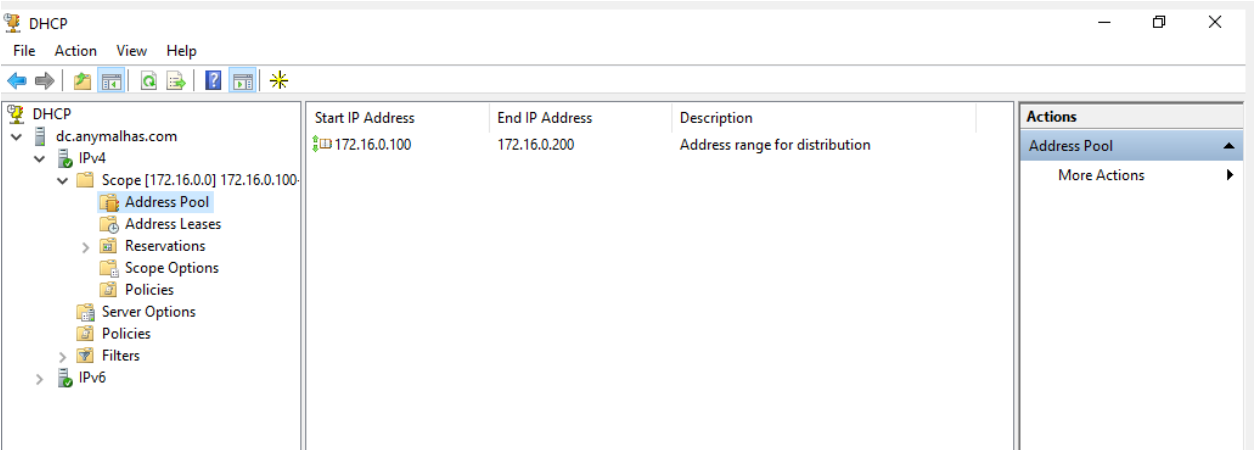 DHCP
File Action View Help
DHCP
dc.anymalhas.com
IPv4
Scope [172.16.0.0] 172.16.0.100-
Address Pool
Address Leases
Reservations
Scope Options
Policies
Server Options
Policies
Filters
IPv6
Start IP Address End IP Address Description
172.16.0.100 172.16.0.200 Address range for distribution
Actions
Address Pool
More Actions